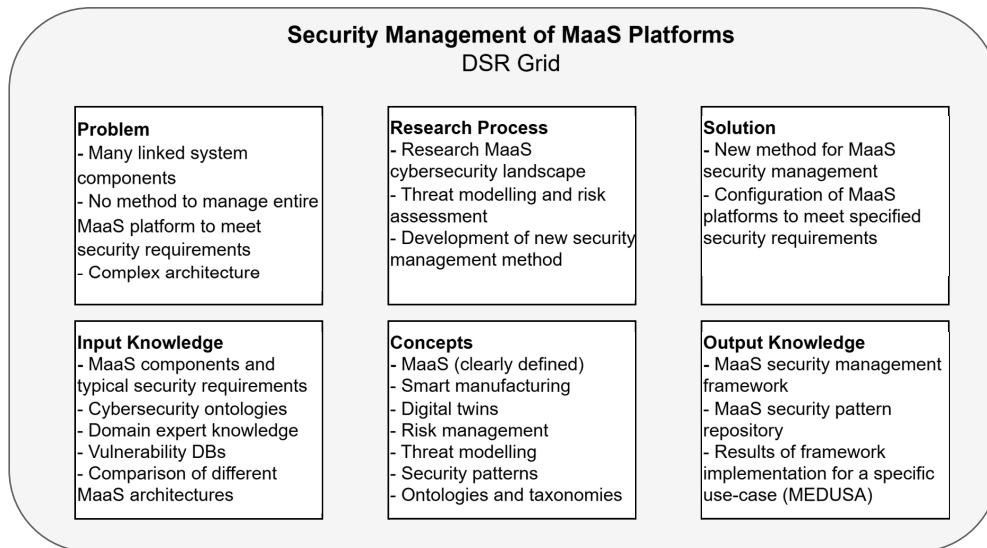 Security Management of MaaS Platforms
DSR Grid
Problem
- Many linked system
components
- No method to manage entire
MaaS platform to meet
security requirements
- Complex architecture
Research Process
- Research MaaS
cybersecurity landscape
- Threat modelling and risk
assessment
- Development of new security
management method
Solution
- New method for MaaS
security management
- Configuration of MaaS
platforms to meet specified
security requirements
Input Knowledge
- MaaS components and
typical security requirements
- Cybersecurity ontologies
- Domain expert knowledge
- Vulnerability DBs
- Comparison of different
MaaS architectures
Concepts
- MaaS (clearly defined)
- Smart manufacturing
- Digital twins
- Risk management
- Threat modelling
- Security patterns
- Ontologies and taxonomies
Output Knowledge
- MaaS security management
framework
- MaaS security pattern
repository
- Results of framework
implementation for a specific
use-case (MEDUSA)